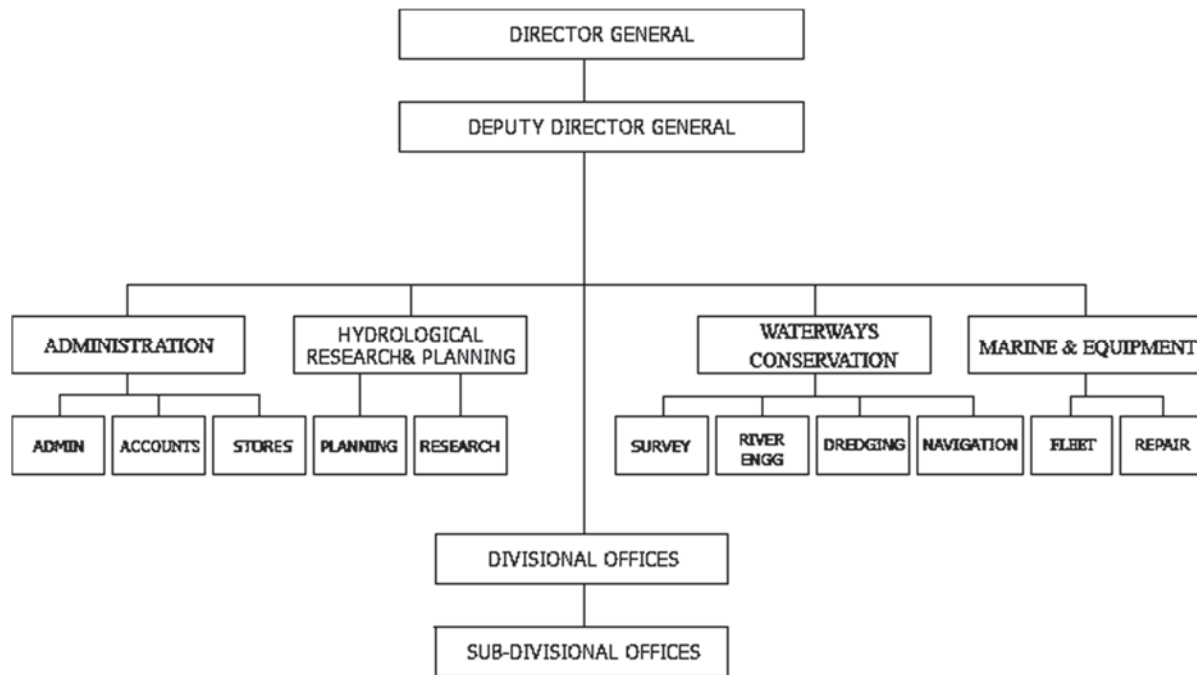 DIRECTOR GENERAL
DEPUTY DIRECTOR GENERAL
ADMINISTRATION
HYDROLOGICAL
RESEARCH& PLANNING
WATERWAYS
CONSERVATION
MARINE & EQUIPMENT
ADMIN
ACCOUNTS
STORES
PLANNING
RESEARCH
SURVEY
RIVER
ENGG
DREDGING
NAVIGATION
FLEET
REPAIR
DIVISIONAL OFFICES
SUB-DIVISIONAL OFFICES